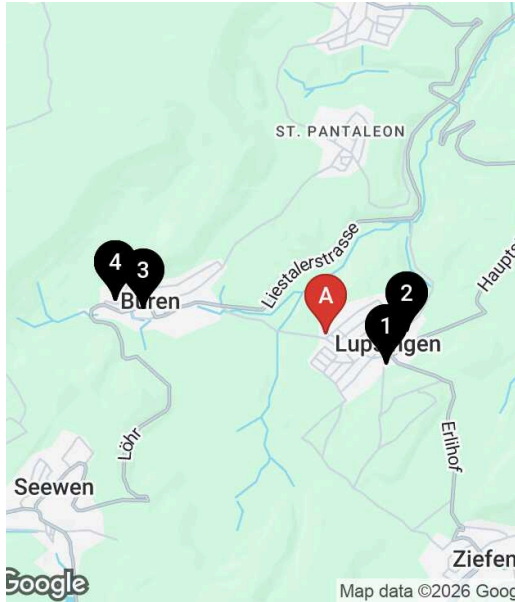 ST. PANTALEON
Liestalerstrasse
Haupts
4
3
Büren
A
2
1
Lupsingen
Löhr
Erlihof
Seewen
Ziefen
Google
Map data ©2026 Goog